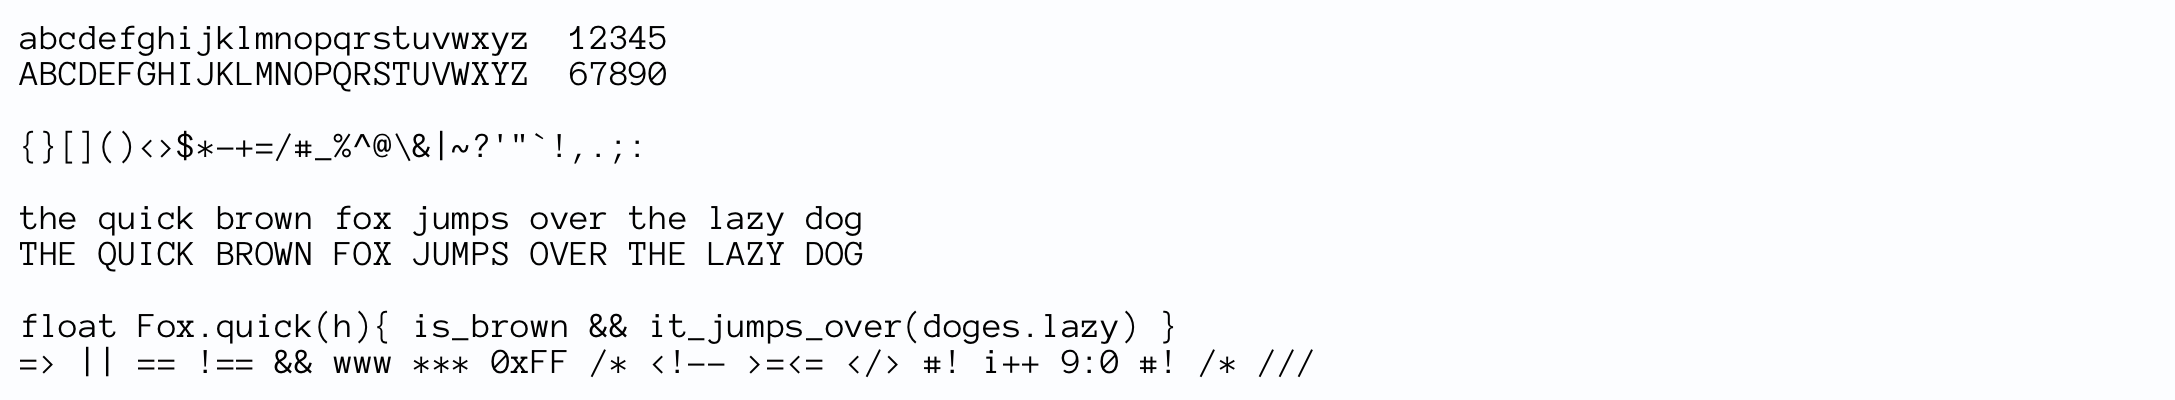 abcdefghijklmnopqrstuvwxyz  12345
ABCDEFGHIJKLMNOPQRSTUVWXYZ  67890
{}[]()<>$*-+=/#_%^@\&|~?'"`!,.;:
the quick brown fox jumps over the lazy dog
THE QUICK BROWN FOX JUMPS OVER THE LAZY DOG
float Fox.quick(h){ is_brown && it_jumps_over(doges.lazy) }
=> || == !== && www *** 0xFF /* <!-- >=<= </> #! i++ 9:0 #! /* ///